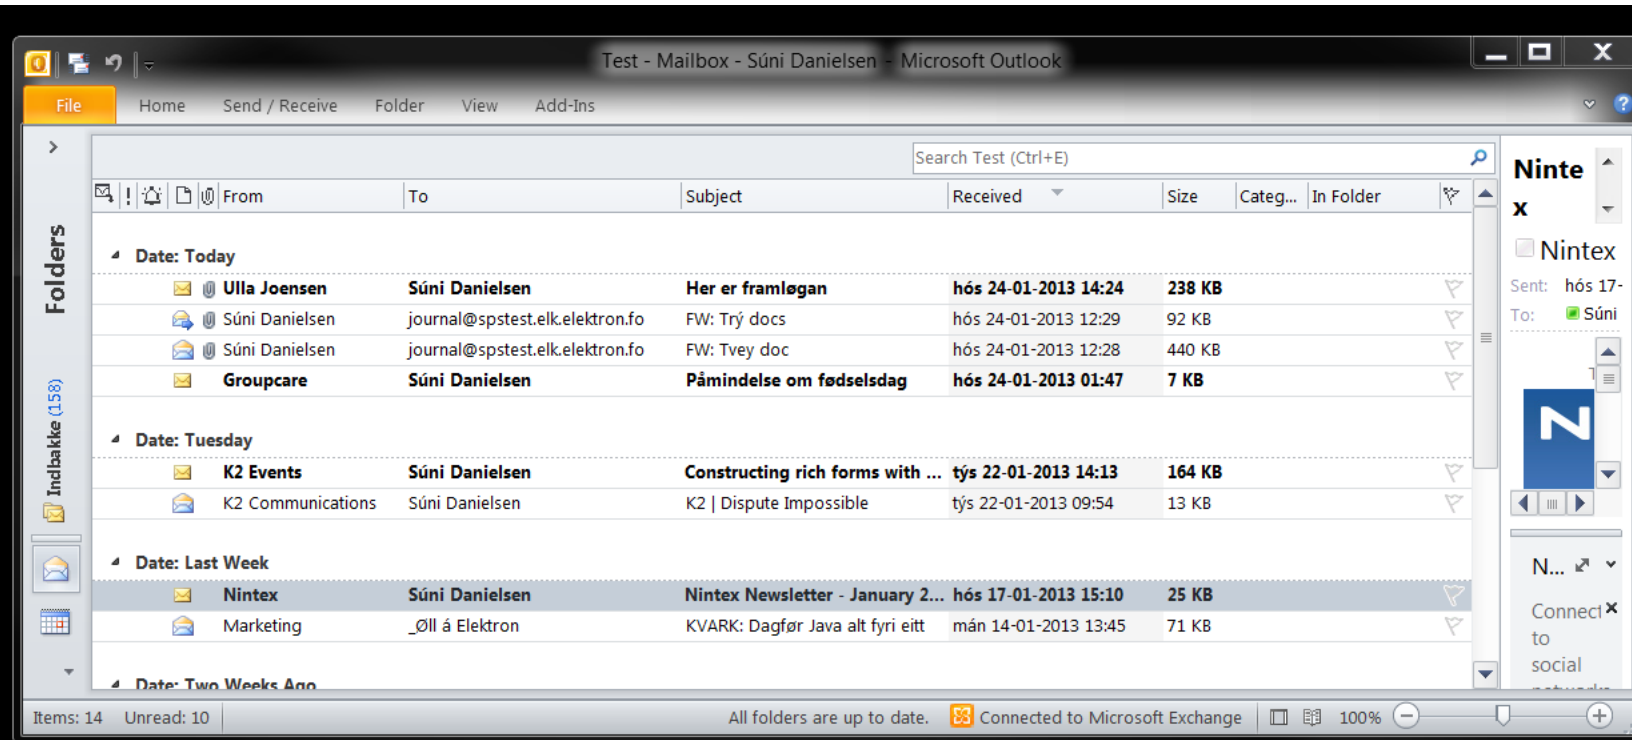 Test - Mailbox - Súni Danielsen - Microsoft Outlook
File Home Send / Receive Folder View Add-Ins
Search Test (Ctrl+E)
From To Subject Received Size Categ... In Folder
Date: Today
Ulla Joensen Súni Danielsen Her er framløgan hós 24-01-2013 14:24 238 KB
Súni Danielsen journal@spstest.elk.elektron.fo FW: Trý docs hós 24-01-2013 12:29 92 KB
Súni Danielsen journal@spstest.elk.elektron.fo FW: Tvey doc hós 24-01-2013 12:28 440 KB
Groupcare Súni Danielsen Påmindelse om fødselsdag hós 24-01-2013 01:47 7 KB
Date: Tuesday
K2 Events Súni Danielsen Constructing rich forms with ... týs 22-01-2013 14:13 164 KB
K2 Communications Súni Danielsen K2 | Dispute Impossible týs 22-01-2013 09:54 13 KB
Date: Last Week
Nintex Súni Danielsen Nintex Newsletter - January 2... hós 17-01-2013 15:10 25 KB
Marketing _Øll á Elektron KVARK: Dagfør Java alt fyri eitt mán 14-01-2013 13:45 71 KB
Date: Two Weeks Ago
Folders
Indbakke (158)
Ninte
x
Nintex
Sent: hós 17-
To: Súni
N
N...
Connect
to
social
networks
Items: 14 Unread: 10 All folders are up to date. Connected to Microsoft Exchange 100%